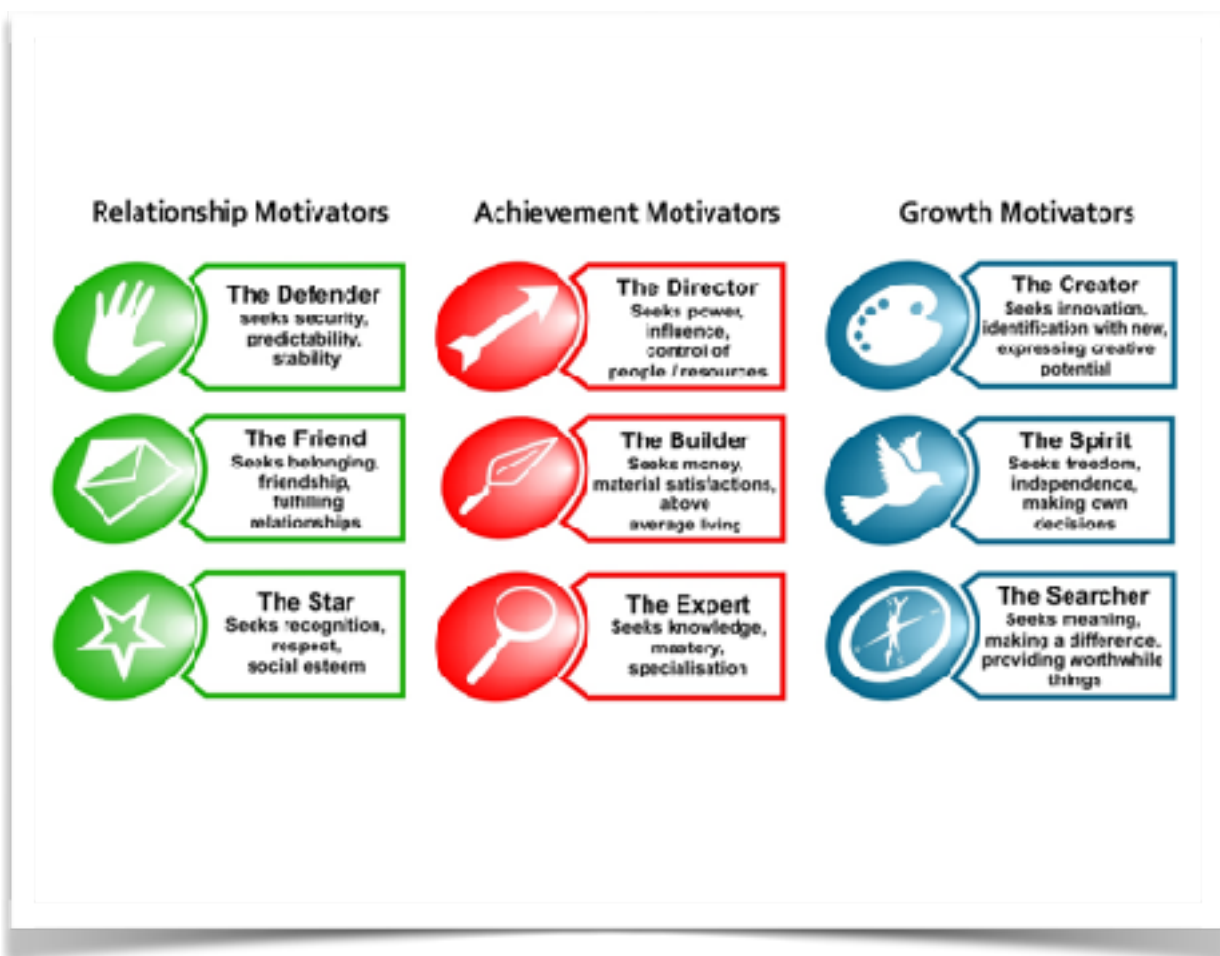 Relationship Motivators
The Defender
seeks security,
predictability,
stability
The Friend
Seeks belonging,
friendship,
fulfilling
relationships
The Star
Seeks recognition,
respect,
social esteem
Achievement Motivators
The Director
Seeks power,
influence,
control of
people / resources
The Builder
Seeks money,
material satisfactions,
above
average living
The Expert
Seeks knowledge,
mastery,
specialisation
Growth Motivators
The Creator
Seeks innovation,
identification with new,
expressing creative
potential
The Spirit
Seeks freedom,
independence,
making own
decisions
The Searcher
Seeks meaning,
making a difference,
providing worthwhile
things